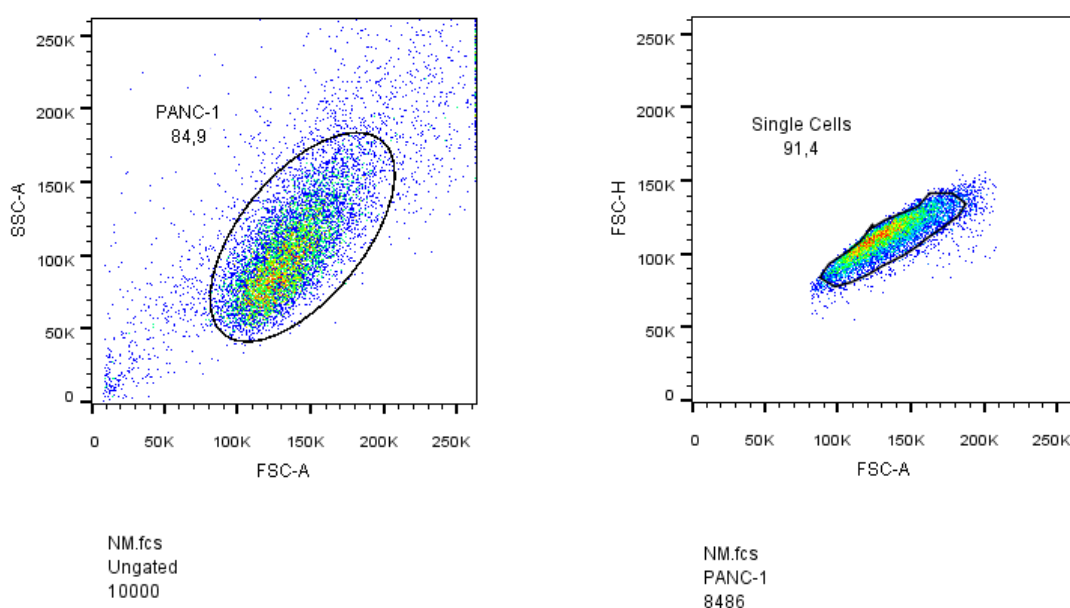 250K
200K
150K
100K
50K
0
SSC-A
PANC-1
84,9
0 50K 100K 150K 200K 250K
FSC-A
NM.fcs
Ungated
10000
250K
200K
150K
100K
50K
0
FSC-H
Single Cells
91,4
0 50K 100K 150K 200K 250K
FSC-A
NM.fcs
PANC-1
8486